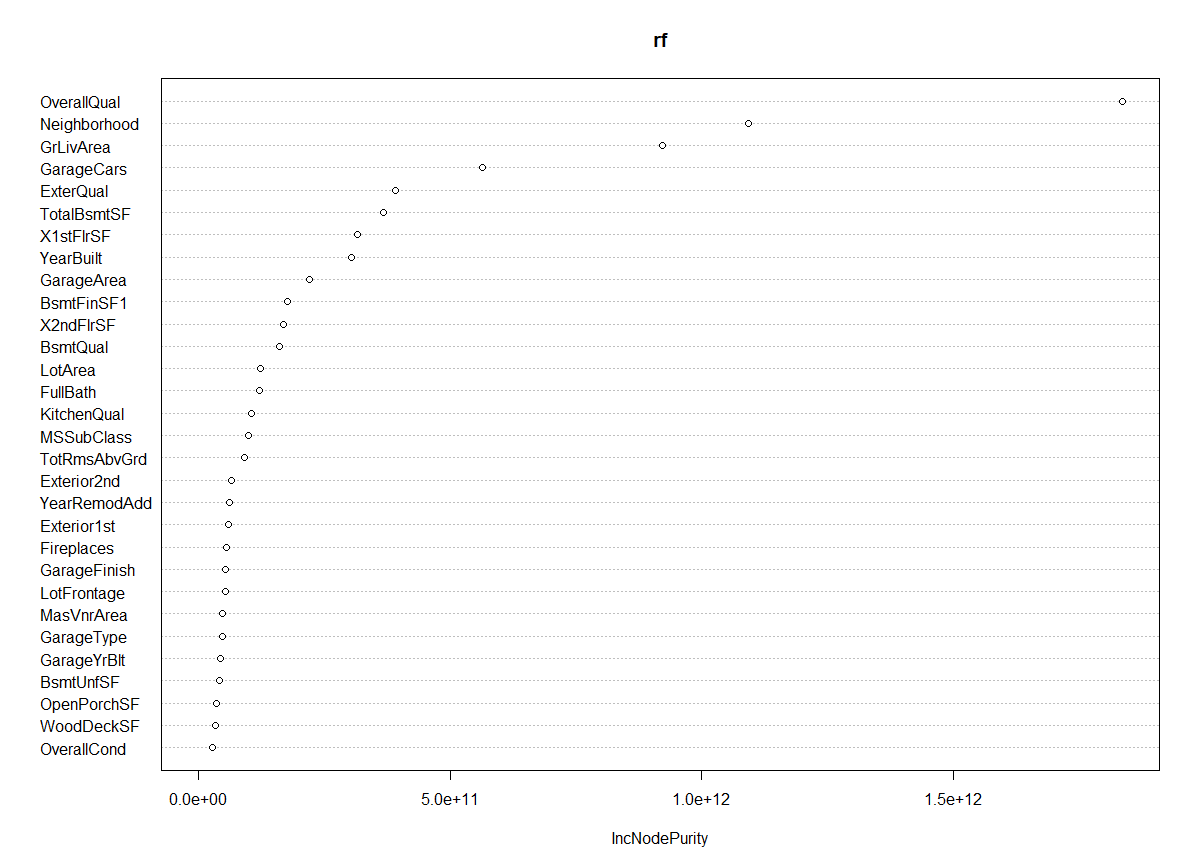 rf
OverallQual
Neighborhood
GrLivArea
GarageCars
ExterQual
TotalBsmtSF
X1stFlrSF
YearBuilt
GarageArea
BsmtFinSF1
X2ndFlrSF
BsmtQual
LotArea
FullBath
KitchenQual
MSSubClass
TotRmsAbvGrd
Exterior2nd
YearRemodAdd
Exterior1st
Fireplaces
GarageFinish
LotFrontage
MasVnrArea
GarageType
GarageYrBlt
BsmtUnfSF
OpenPorchSF
WoodDeckSF
OverallCond
0.0e+00 5.0e+11 1.0e+12 1.5e+12
IncNodePurity